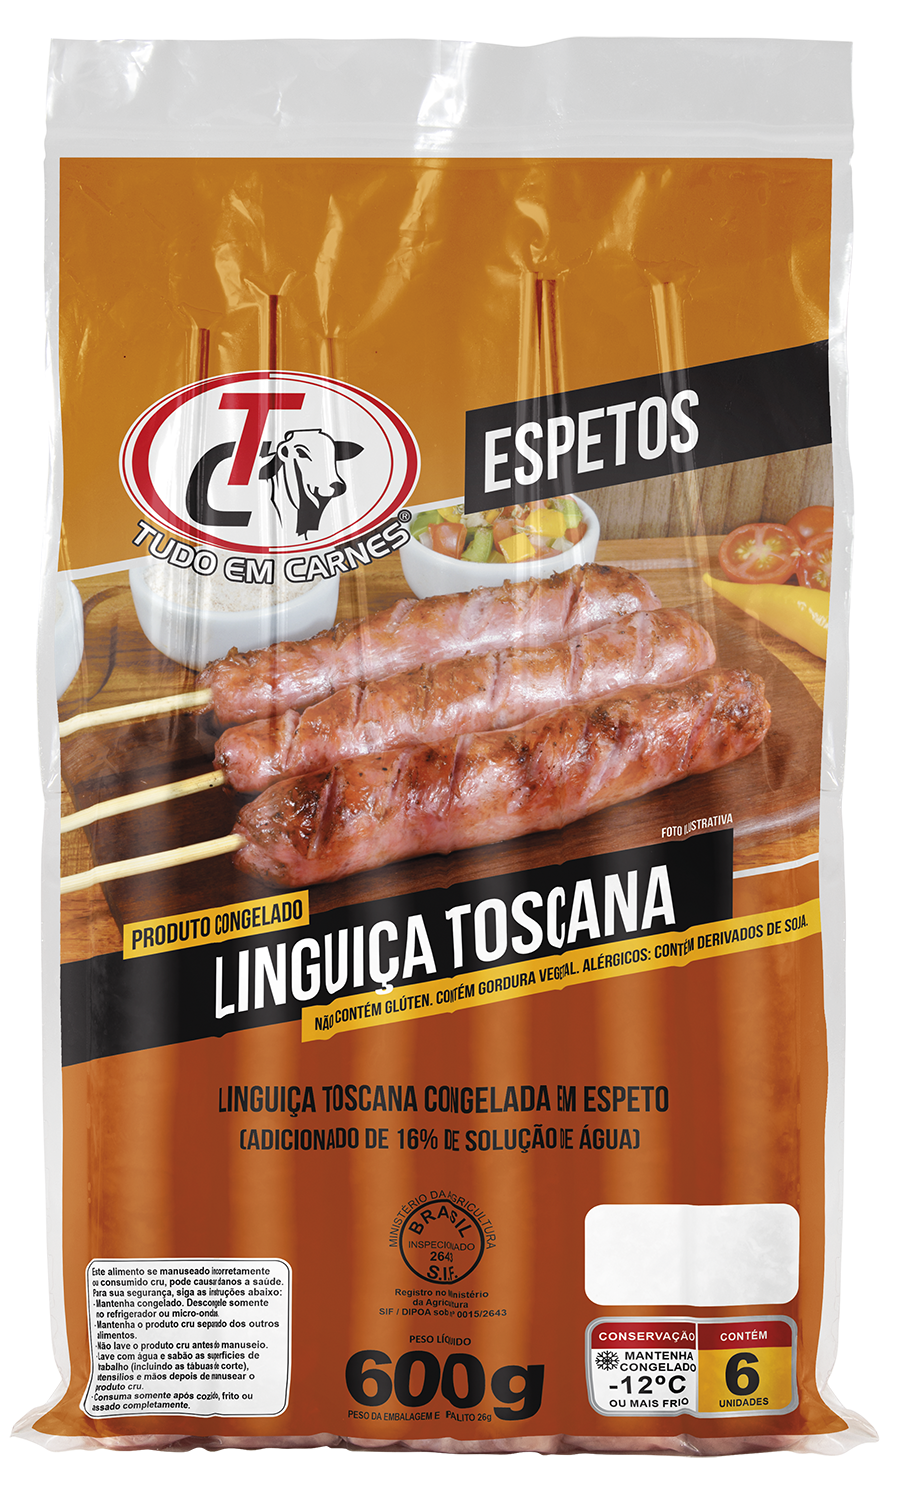 TC
TUDO EM CARNES®
ESPETOS
FOTO ILUSTRATIVA
PRODUTO CONGELADO
LINGUIÇA TOSCANA
NÃO CONTÉM GLÚTEN. CONTÉM GORDURA VEGETAL. ALÉRGICOS: CONTÉM DERIVADOS DE SOJA.
LINGUIÇA TOSCANA CONGELADA EM ESPETO
(ADICIONADO DE 16% DE SOLUÇÃO DE ÁGUA)
MINISTÉRIO DA AGRICULTURA
BRASIL
INSPECIONADO
2643
S.I.F.
Registro no Ministério
da Agricultura
SIF / DIPOA sob nº 0015/2643
PESO LÍQUIDO
600g
PESO DA EMBALAGEM E PALITO 26g
Este alimento se manuseado incorretamente
ou consumido cru, pode causar danos a saúde.
Para sua segurança, siga as instruções abaixo:
-Mantenha congelado. Descongele somente
no refrigerador ou micro-ondas.
-Mantenha o produto cru separado dos outros
alimentos.
-Não lave o produto cru antes do manuseio.
-Lave com água e sabão as superfícies de
trabalho (incluindo as tábuas de corte),
utensílios e mãos depois de manusear o
produto cru.
-Consuma somente após cozido, frito ou
assado completamente.
CONSERVAÇÃO
MANTENHA
CONGELADO
-12ºC
OU MAIS FRIO
CONTÉM
6
UNIDADES